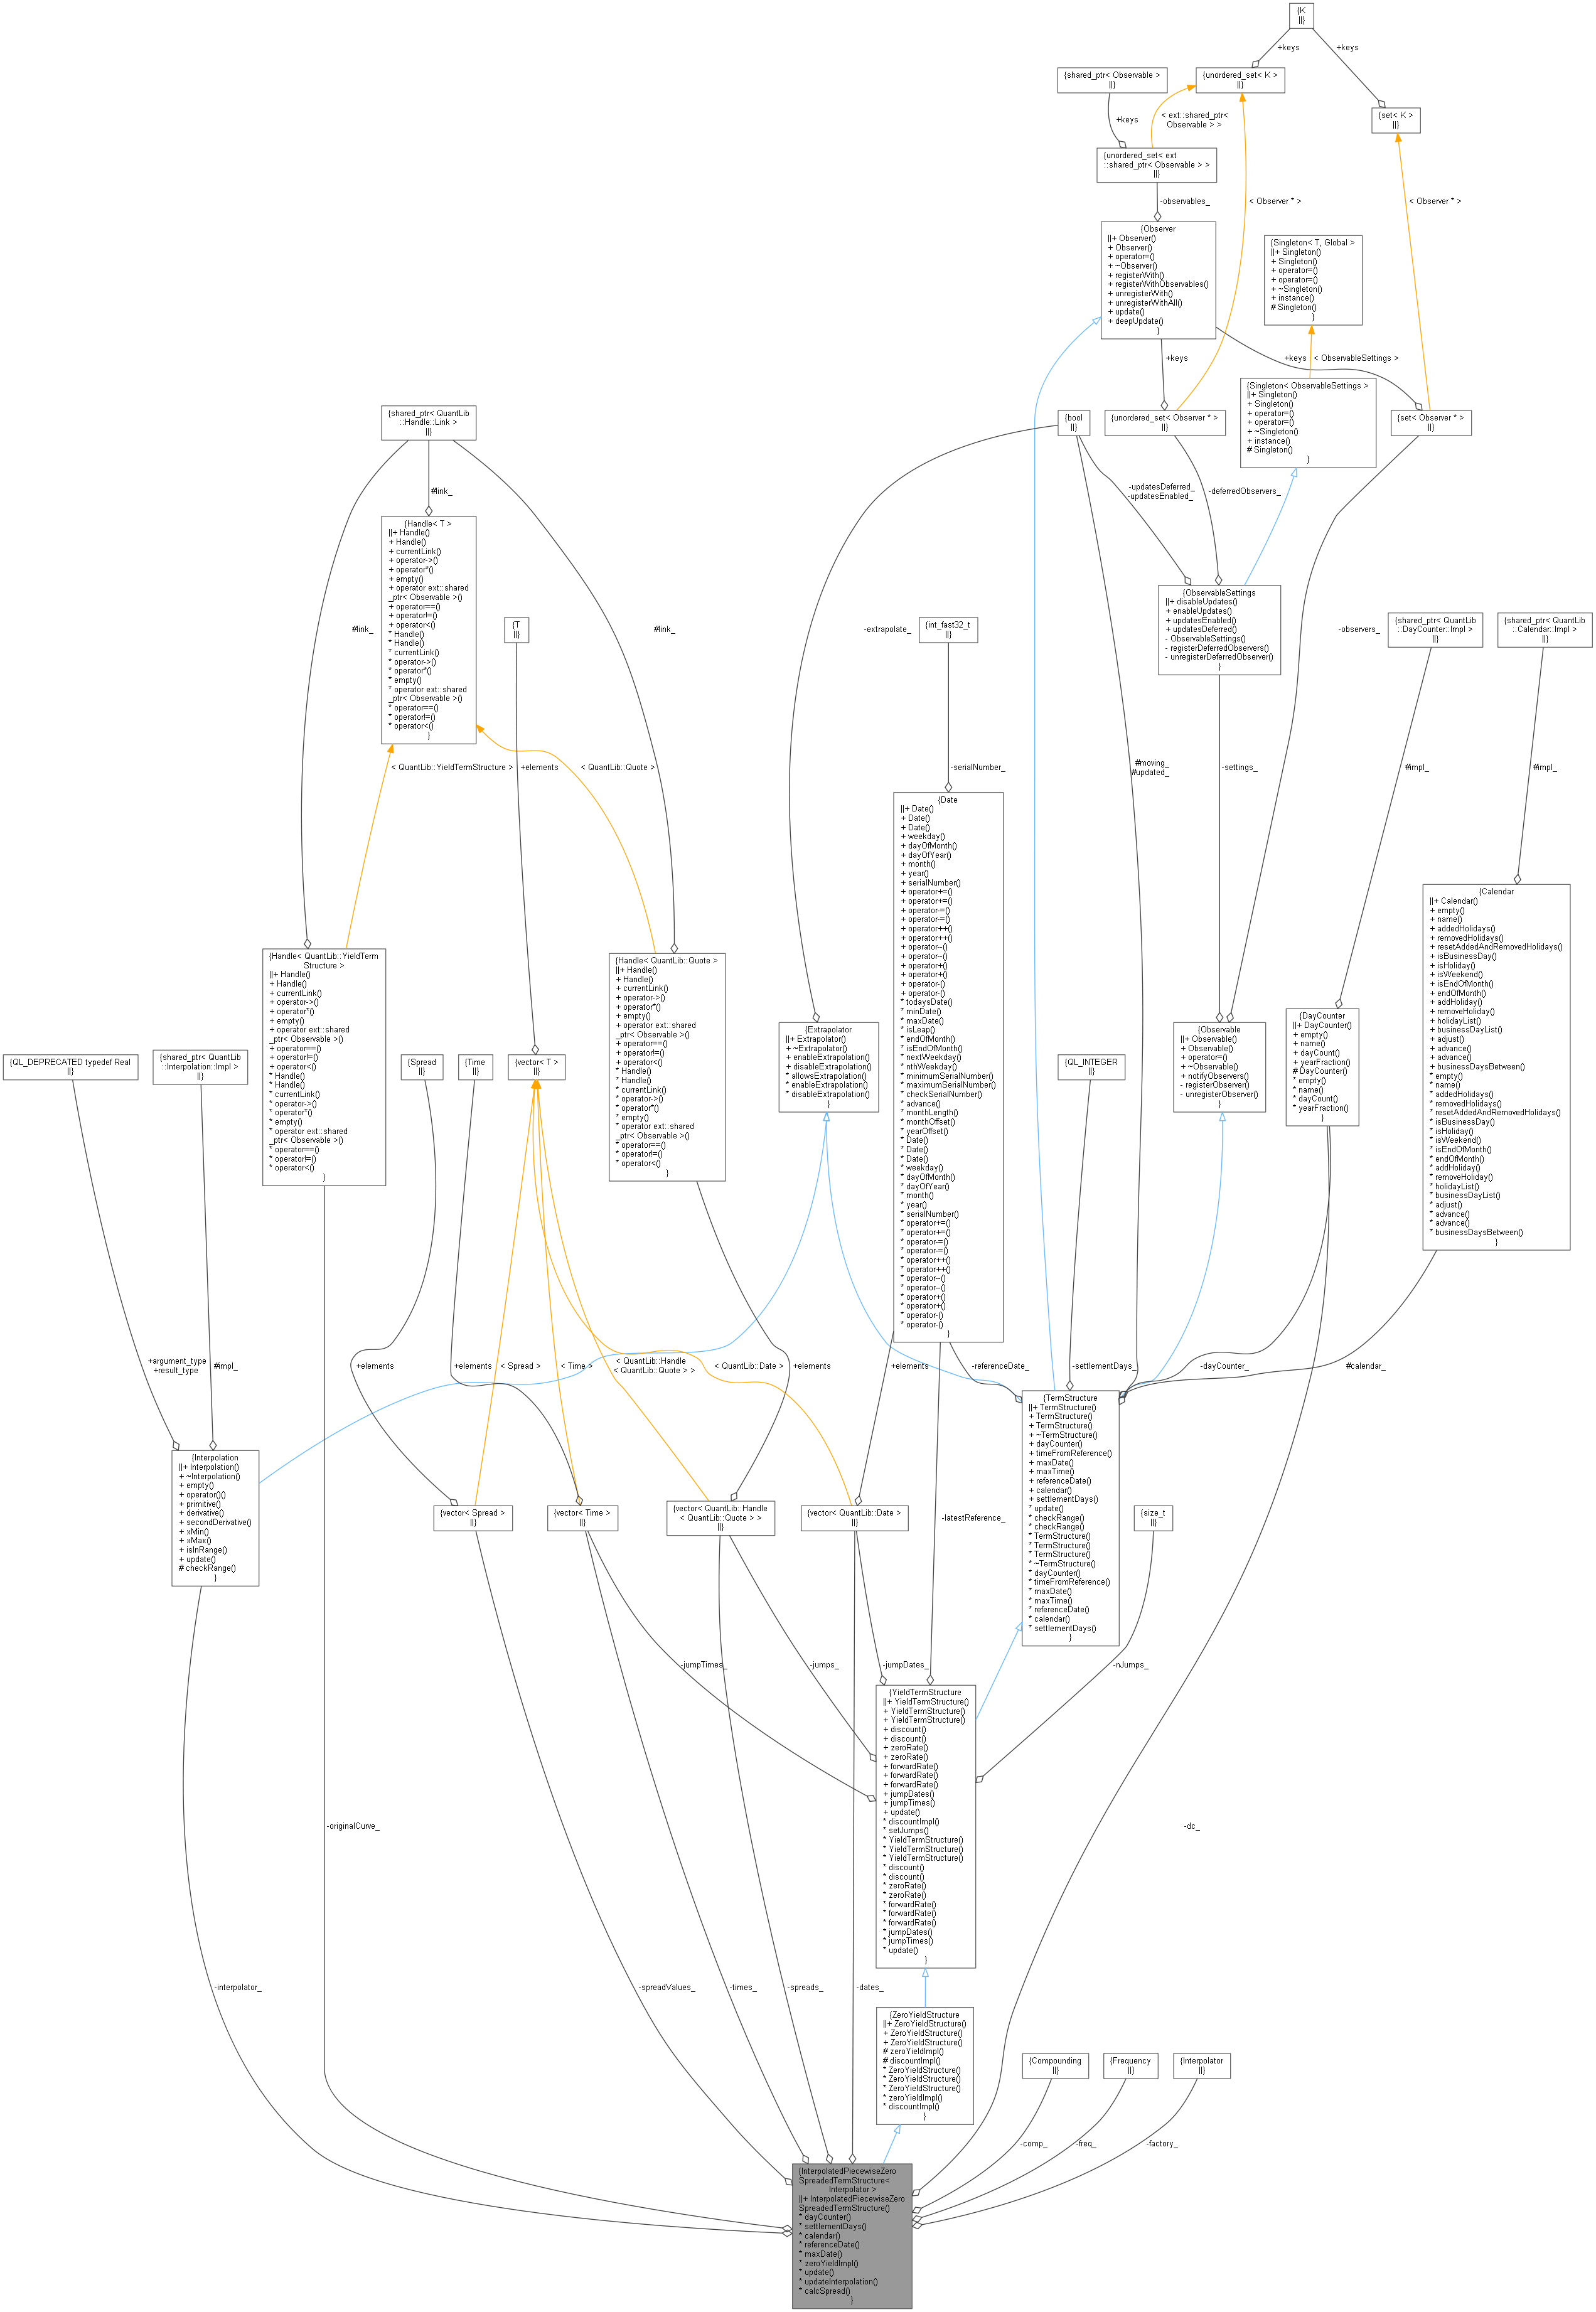 {K
||}
+keys
+keys
{shared_ptr< Observable >
||}
{unordered_set< K >
||}
{set< K >
||}
+keys
< ext::shared_ptr<
Observable > >
{unordered_set< ext
::shared_ptr< Observable > >
||}
-observables_
< Observer * >
< Observer * >
{Observer
||+ Observer()
+ Observer()
+ operator=()
+ ~Observer()
+ registerWith()
+ registerWithObservables()
+ unregisterWith()
+ unregisterWithAll()
+ update()
+ deepUpdate()
}
{Singleton< T, Global >
||+ Singleton()
+ Singleton()
+ operator=()
+ operator=()
+ ~Singleton()
+ instance()
# Singleton()
}
+keys
+keys
< ObservableSettings >
{shared_ptr< QuantLib
::Handle::Link >
||}
{bool
||}
{unordered_set< Observer * >
||}
{Singleton< ObservableSettings >
||+ Singleton()
+ Singleton()
+ operator=()
+ operator=()
+ ~Singleton()
+ instance()
# Singleton()
}
{set< Observer * >
||}
#link_
-updatesDeferred_
-updatesEnabled_
-deferredObservers_
{Handle< T >
||+ Handle()
+ Handle()
+ currentLink()
+ operator->()
+ operator*()
+ empty()
+ operator ext::shared
_ptr< Observable >()
+ operator==()
+ operator!=()
+ operator<()
* Handle()
* Handle()
* currentLink()
* operator->()
* operator*()
* empty()
* operator ext::shared
_ptr< Observable >()
* operator==()
* operator!=()
* operator<()
}
#link_
#link_
{T
||}
-extrapolate_
{int_fast32_t
||}
{ObservableSettings
||+ disableUpdates()
+ enableUpdates()
+ updatesEnabled()
+ updatesDeferred()
- ObservableSettings()
- registerDeferredObservers()
- unregisterDeferredObserver()
}
-observers_
{shared_ptr< QuantLib
::DayCounter::Impl >
||}
{shared_ptr< QuantLib
::Calendar::Impl >
||}
< QuantLib::YieldTermStructure >
+elements
< QuantLib::Quote >
-serialNumber_
#moving_
#updated_
-settings_
#impl_
#impl_
{Date
||+ Date()
+ Date()
+ Date()
+ weekday()
+ dayOfMonth()
+ dayOfYear()
+ month()
+ year()
+ serialNumber()
+ operator+=()
+ operator+=()
+ operator-=()
+ operator-=()
+ operator++()
+ operator++()
+ operator--()
+ operator--()
+ operator+()
+ operator+()
+ operator-()
+ operator-()
* todaysDate()
* minDate()
* maxDate()
* isLeap()
* endOfMonth()
* isEndOfMonth()
* nextWeekday()
* nthWeekday()
* minimumSerialNumber()
* maximumSerialNumber()
* checkSerialNumber()
* advance()
* monthLength()
* monthOffset()
* yearOffset()
* Date()
* Date()
* Date()
* weekday()
* dayOfMonth()
* dayOfYear()
* month()
* year()
* serialNumber()
* operator+=()
* operator+=()
* operator-=()
* operator-=()
* operator++()
* operator++()
* operator--()
* operator--()
* operator+()
* operator+()
* operator-()
* operator-()
}
{Calendar
||+ Calendar()
+ empty()
+ name()
+ addedHolidays()
+ removedHolidays()
+ resetAddedAndRemovedHolidays()
+ isBusinessDay()
+ isHoliday()
+ isWeekend()
+ isEndOfMonth()
+ endOfMonth()
+ addHoliday()
+ removeHoliday()
+ holidayList()
+ businessDayList()
+ adjust()
+ advance()
+ advance()
+ businessDaysBetween()
* empty()
* name()
* addedHolidays()
* removedHolidays()
* resetAddedAndRemovedHolidays()
* isBusinessDay()
* isHoliday()
* isWeekend()
* isEndOfMonth()
* endOfMonth()
* addHoliday()
* removeHoliday()
* holidayList()
* businessDayList()
* adjust()
* advance()
* advance()
* businessDaysBetween()
}
{Handle< QuantLib::YieldTerm
Structure >
||+ Handle()
+ Handle()
+ currentLink()
+ operator->()
+ operator*()
+ empty()
+ operator ext::shared
_ptr< Observable >()
+ operator==()
+ operator!=()
+ operator<()
* Handle()
* Handle()
* currentLink()
* operator->()
* operator*()
* empty()
* operator ext::shared
_ptr< Observable >()
* operator==()
* operator!=()
* operator<()
}
{Handle< QuantLib::Quote >
||+ Handle()
+ Handle()
+ currentLink()
+ operator->()
+ operator*()
+ empty()
+ operator ext::shared
_ptr< Observable >()
+ operator==()
+ operator!=()
+ operator<()
* Handle()
* Handle()
* currentLink()
* operator->()
* operator*()
* empty()
* operator ext::shared
_ptr< Observable >()
* operator==()
* operator!=()
* operator<()
}
{Extrapolator
||+ Extrapolator()
+ ~Extrapolator()
+ enableExtrapolation()
+ disableExtrapolation()
* allowsExtrapolation()
* enableExtrapolation()
* disableExtrapolation()
}
{Observable
||+ Observable()
+ Observable()
+ operator=()
+ ~Observable()
+ notifyObservers()
- registerObserver()
- unregisterObserver()
}
{DayCounter
||+ DayCounter()
+ empty()
+ name()
+ dayCount()
+ yearFraction()
# DayCounter()
* empty()
* name()
* dayCount()
* yearFraction()
}
{QL_DEPRECATED typedef Real
||}
{shared_ptr< QuantLib
::Interpolation::Impl >
||}
{Spread
||}
{Time
||}
{vector< T >
||}
{QL_INTEGER
||}
+argument_type
+result_type
#impl_
+elements
+elements
< Spread >
< Time >
< QuantLib::Handle
< QuantLib::Quote > >
< QuantLib::Date >
+elements
+elements
-referenceDate_
-settlementDays_
-dayCounter_
#calendar_
{Interpolation
||+ Interpolation()
+ ~Interpolation()
+ empty()
+ operator()()
+ primitive()
+ derivative()
+ secondDerivative()
+ xMin()
+ xMax()
+ isInRange()
+ update()
# checkRange()
}
{vector< Spread >
||}
{vector< Time >
||}
{vector< QuantLib::Handle
< QuantLib::Quote > >
||}
{vector< QuantLib::Date >
||}
-latestReference_
{TermStructure
||+ TermStructure()
+ TermStructure()
+ TermStructure()
+ ~TermStructure()
+ dayCounter()
+ timeFromReference()
+ maxDate()
+ maxTime()
+ referenceDate()
+ calendar()
+ settlementDays()
* update()
* checkRange()
* checkRange()
* TermStructure()
* TermStructure()
* TermStructure()
* ~TermStructure()
* dayCounter()
* timeFromReference()
* maxDate()
* maxTime()
* referenceDate()
* calendar()
* settlementDays()
}
{size_t
||}
-jumpTimes_
-jumps_
-jumpDates_
-nJumps_
{YieldTermStructure
||+ YieldTermStructure()
+ YieldTermStructure()
+ YieldTermStructure()
+ discount()
+ discount()
+ zeroRate()
+ zeroRate()
+ forwardRate()
+ forwardRate()
+ forwardRate()
+ jumpDates()
+ jumpTimes()
+ update()
* discountImpl()
* setJumps()
* YieldTermStructure()
* YieldTermStructure()
* YieldTermStructure()
* discount()
* discount()
* zeroRate()
* zeroRate()
* forwardRate()
* forwardRate()
* forwardRate()
* jumpDates()
* jumpTimes()
* update()
}
-originalCurve_
-dc_
-interpolator_
-spreadValues_
-times_
-spreads_
-dates_
{ZeroYieldStructure
||+ ZeroYieldStructure()
+ ZeroYieldStructure()
+ ZeroYieldStructure()
# zeroYieldImpl()
# discountImpl()
* ZeroYieldStructure()
* ZeroYieldStructure()
* ZeroYieldStructure()
* zeroYieldImpl()
* discountImpl()
}
{Compounding
||}
{Frequency
||}
{Interpolator
||}
-comp_
-freq_
-factory_
{InterpolatedPiecewiseZero
SpreadedTermStructure<
Interpolator >
||+ InterpolatedPiecewiseZero
SpreadedTermStructure()
* dayCounter()
* settlementDays()
* calendar()
* referenceDate()
* maxDate()
* zeroYieldImpl()
* update()
* updateInterpolation()
* calcSpread()
}